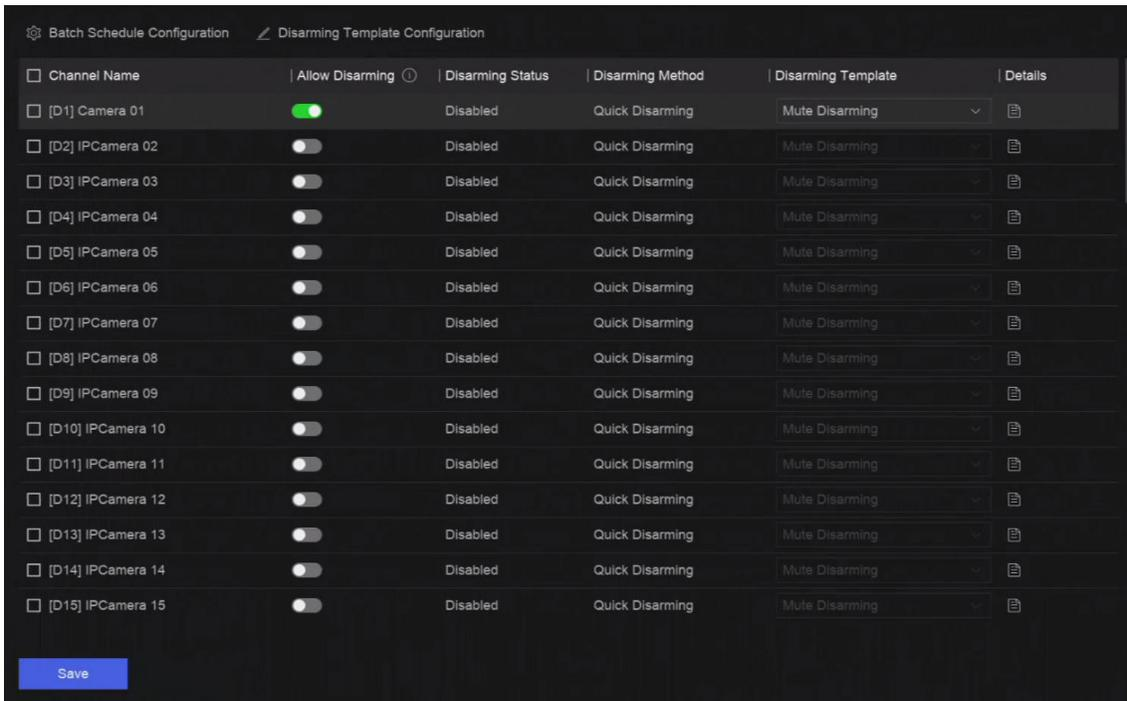 Batch Schedule Configuration Disarming Template Configuration
Channel Name Allow Disarming Disarming Status Disarming Method Disarming Template Details
[D1] Camera 01 Disabled Quick Disarming Mute Disarming
[D2] IPCamera 02 Disabled Quick Disarming Mute Disarming
[D3] IPCamera 03 Disabled Quick Disarming Mute Disarming
[D4] IPCamera 04 Disabled Quick Disarming Mute Disarming
[D5] IPCamera 05 Disabled Quick Disarming Mute Disarming
[D6] IPCamera 06 Disabled Quick Disarming Mute Disarming
[D7] IPCamera 07 Disabled Quick Disarming Mute Disarming
[D8] IPCamera 08 Disabled Quick Disarming Mute Disarming
[D9] IPCamera 09 Disabled Quick Disarming Mute Disarming
[D10] IPCamera 10 Disabled Quick Disarming Mute Disarming
[D11] IPCamera 11 Disabled Quick Disarming Mute Disarming
[D12] IPCamera 12 Disabled Quick Disarming Mute Disarming
[D13] IPCamera 13 Disabled Quick Disarming Mute Disarming
[D14] IPCamera 14 Disabled Quick Disarming Mute Disarming
[D15] IPCamera 15 Disabled Quick Disarming Mute Disarming
Save